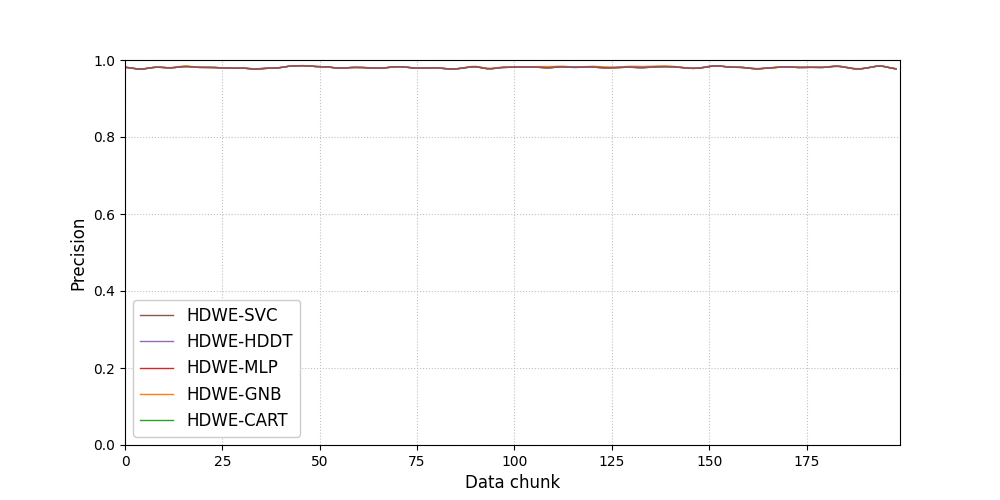 1.0
0.8
0.6
0.4
0.2
0.0
Precision
HDWE-SVC
HDWE-HDDT
HDWE-MLP
HDWE-GNB
HDWE-CART
0 25 50 75 100 125 150 175
Data chunk